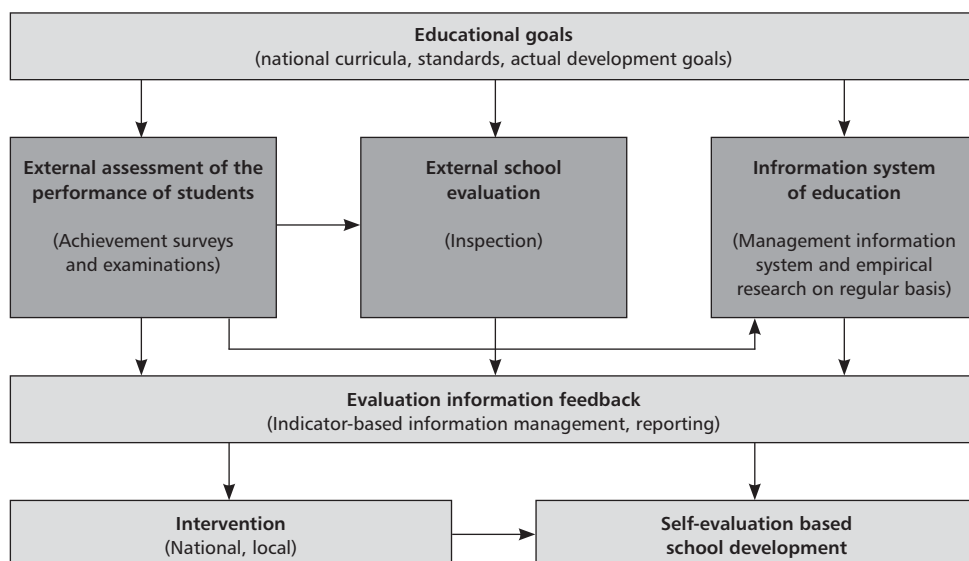 Educational goals
(national curricula, standards, actual development goals)
External assessment of the
performance of students
(Achievement surveys
and examinations)
External school
evaluation
(Inspection)
Infrormation system
of education
(Management information
system and empirical
research on regular basis)
Evaluation information feedback
(Indicator-based information management, reporting)
Intervention
(National, local)
Self-evaluation based
school development